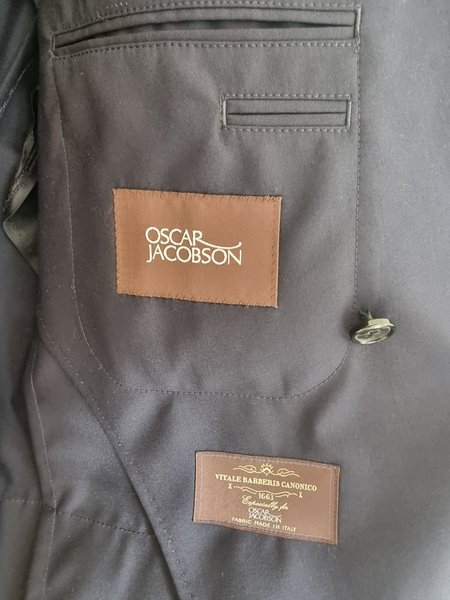 OSCAR
JACOBSON
VITALE BARBERIS CANONICO
1663
Especially for
OSCAR
JACOBSON
FABRIC MADE IN ITALY